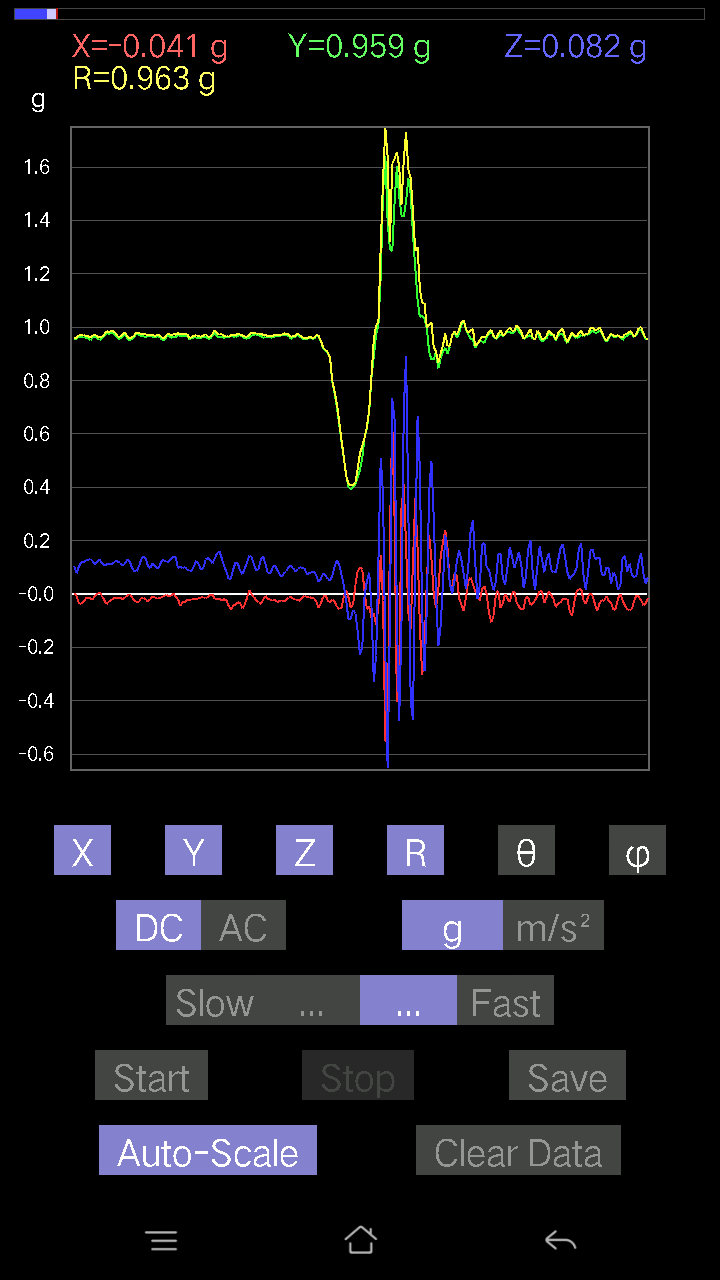 X=-0.041 g Y=0.959 g Z=0.082 g
R=0.963 g
g
1.6
1.4
1.2
1.0
0.8
0.6
0.4
0.2
-0.0
-0.2
-0.4
-0.6
X Y Z R θ φ
DC AC g m/s²
Slow ... ... Fast
Start Stop Save
Auto-Scale Clear Data